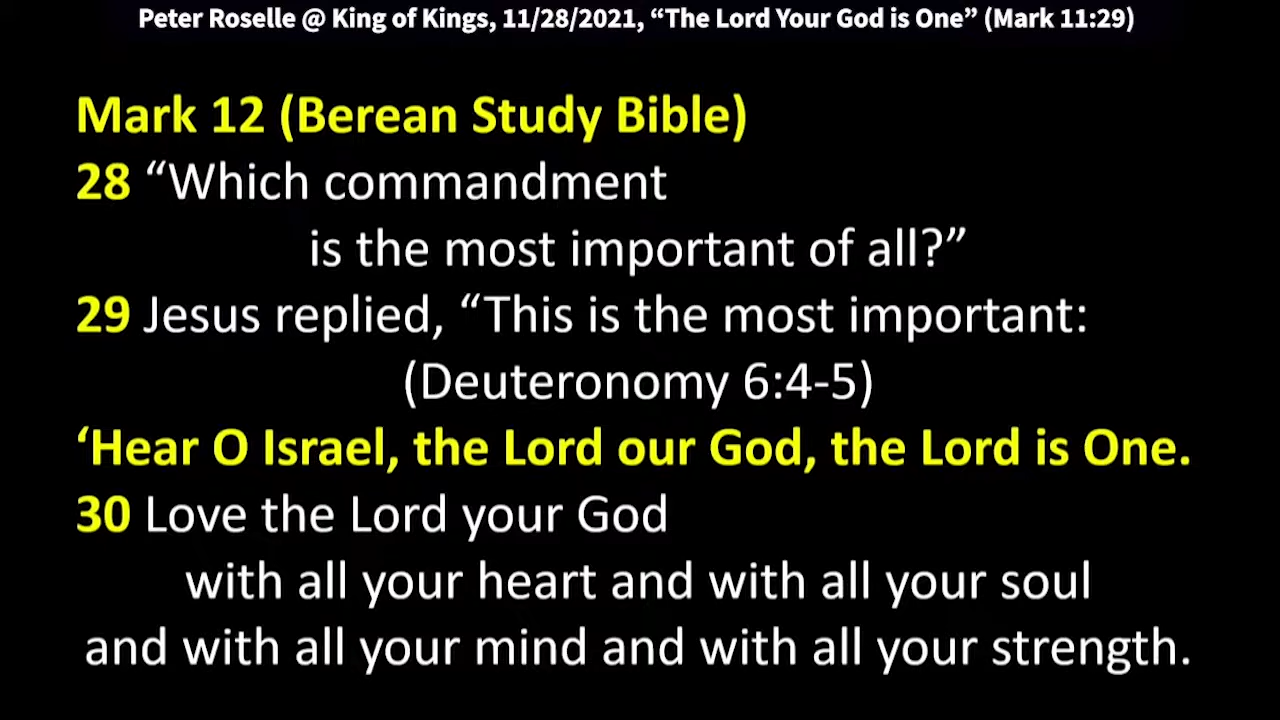 Peter Roselle @ King of Kings, 11/28/2021, “The Lord Your God is One” (Mark 11:29)
Mark 12 (Berean Study Bible)
28 “Which commandment
is the most important of all?”
29 Jesus replied, “This is the most important:
(Deuteronomy 6:4-5)
‘Hear O Israel, the Lord our God, the Lord is One.
30 Love the Lord your God
with all your heart and with all your soul
and with all your mind and with all your strength.